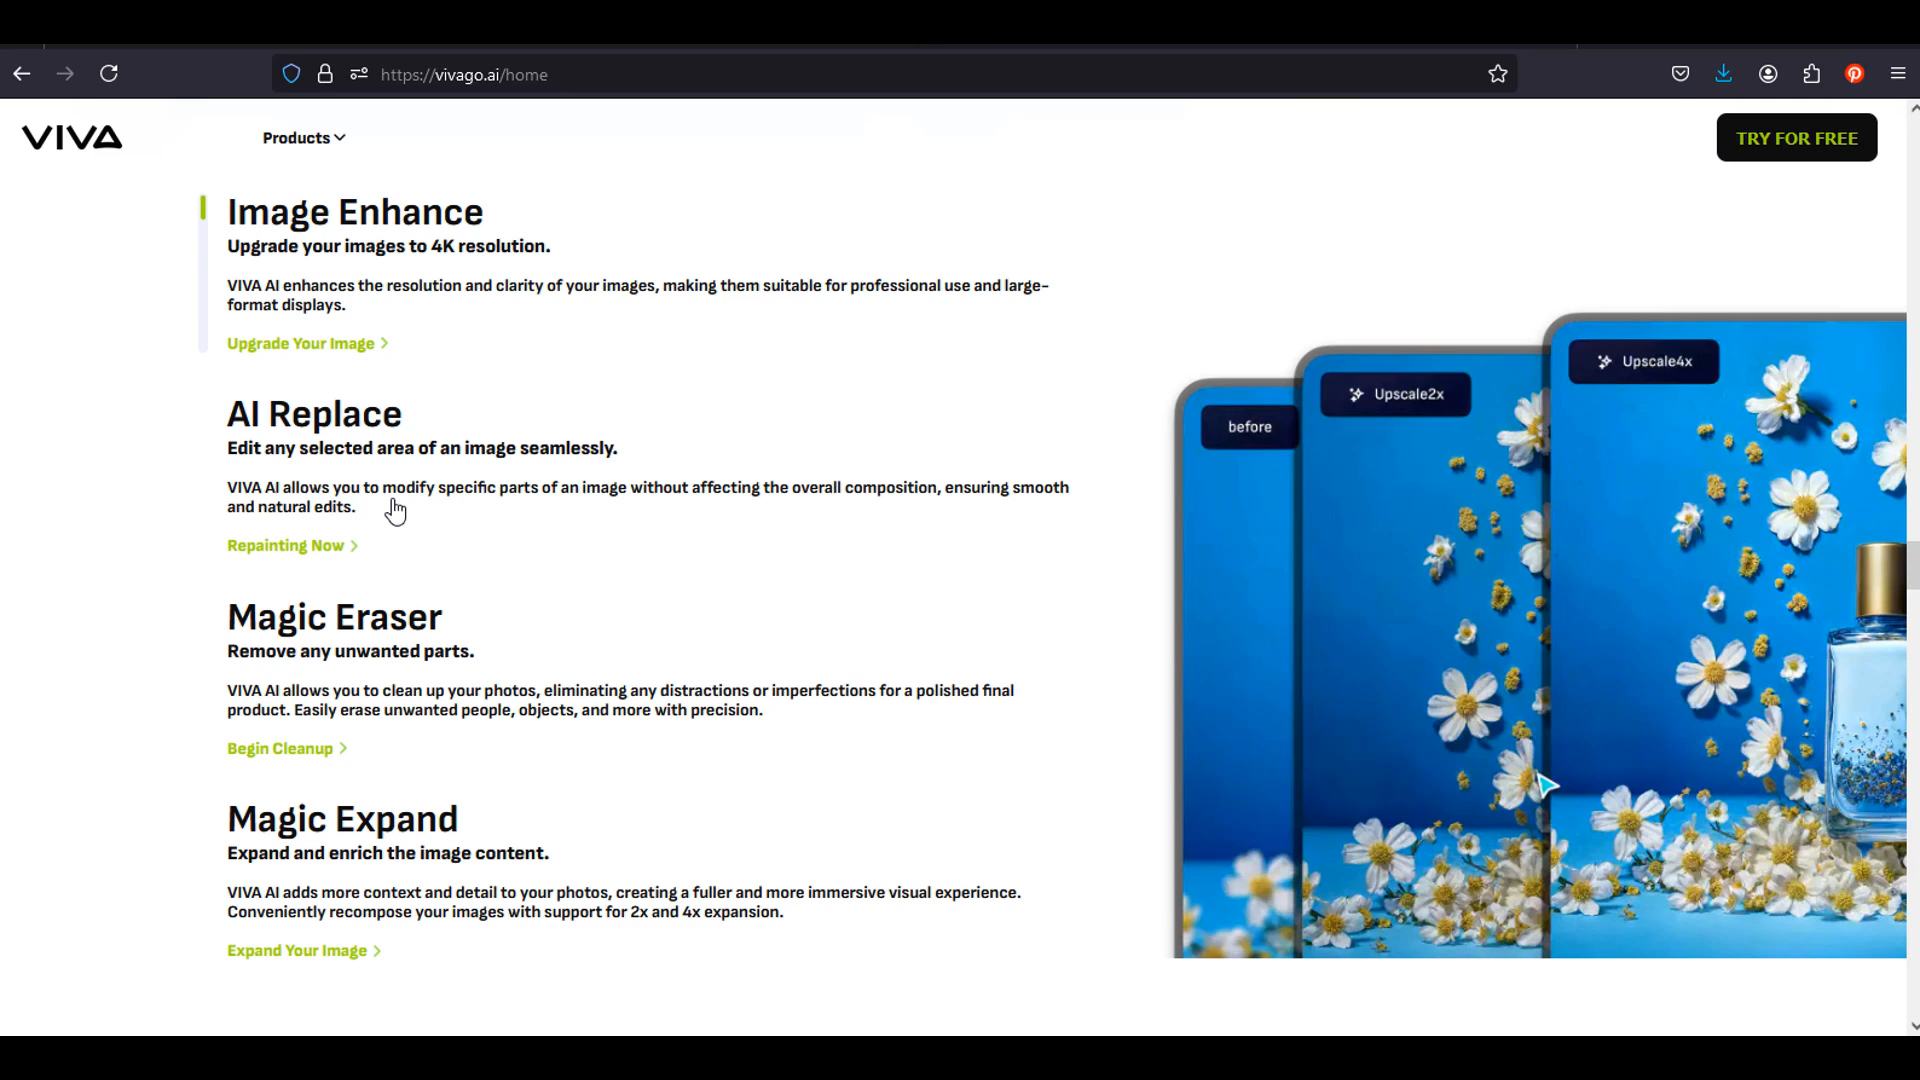 https://vivago.ai/home
VIVA
Products
TRY FOR FREE
Image Enhance
Upgrade your images to 4K resolution.
VIVA AI enhances the resolution and clarity of your images, making them suitable for professional use and large-
format displays.
Upgrade Your Image >
AI Replace
Edit any selected area of an image seamlessly.
VIVA AI allows you to modify specific parts of an image without affecting the overall composition, ensuring smooth
and natural edits.
Repainting Now >
Magic Eraser
Remove any unwanted parts.
VIVA AI allows you to clean up your photos, eliminating any distractions or imperfections for a polished final
product. Easily erase unwanted people, objects, and more with precision.
Begin Cleanup >
Magic Expand
Expand and enrich the image content.
VIVA AI adds more context and detail to your photos, creating a fuller and more immersive visual experience.
Conveniently recompose your images with support for 2x and 4x expansion.
Expand Your Image >
before
Upscale2x
Upscale4x